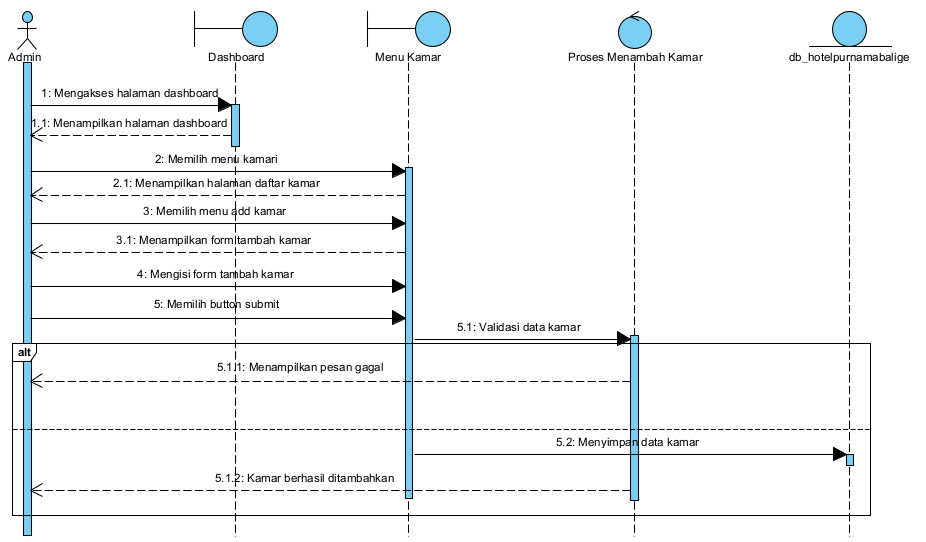 Admin
Dashboard
Menu Kamar
Proses Menambah Kamar
db_hotelpurnamabalige
1: Mengakses halaman dashboard
1.1: Menampilkan halaman dashboard
2: Memilih menu kamari
2.1: Menampilkan halaman daftar kamar
3: Memilih menu add kamar
3.1: Menampilkan form tambah kamar
4: Mengisi form tambah kamar
5: Memilih button submit
5.1: Validasi data kamar
alt
5.1.1: Menampilkan pesan gagal
5.2: Menyimpan data kamar
5.1.2: Kamar berhasil ditambahkan